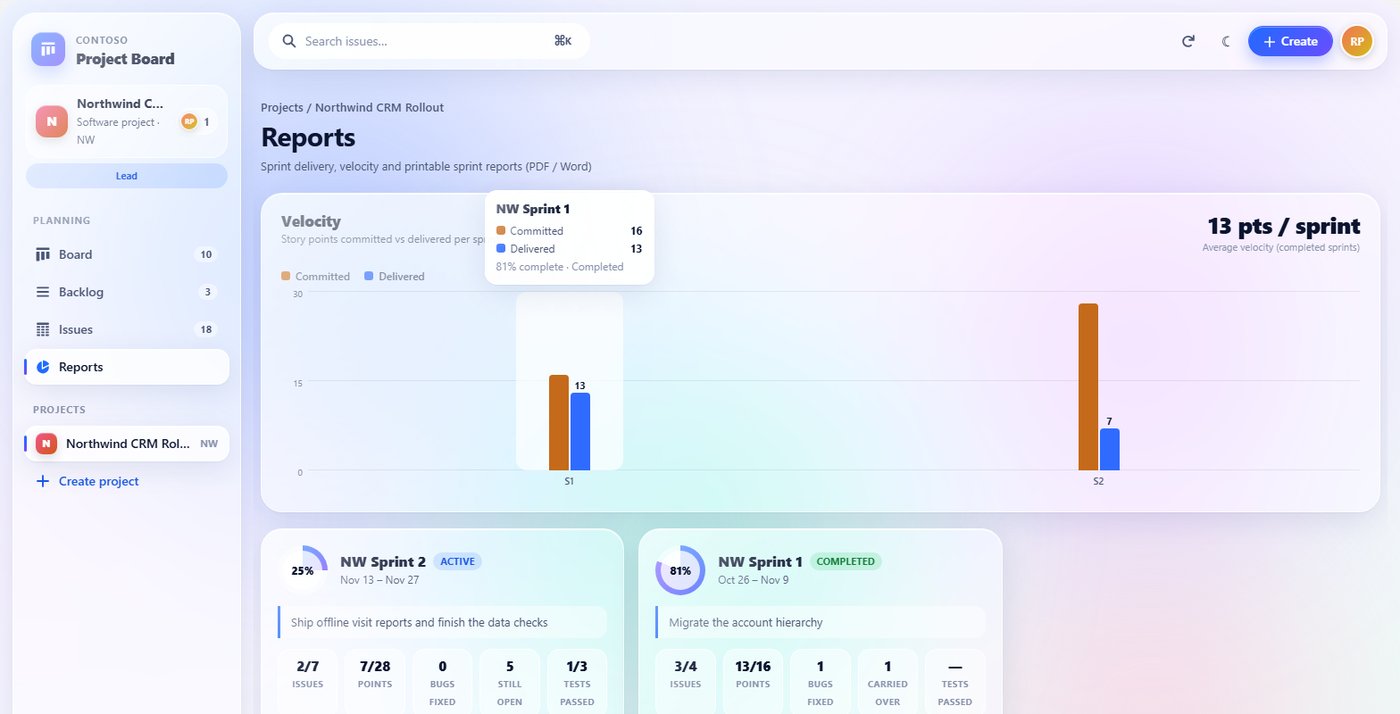 CONTOSO
Project Board
N
Northwind C...
Software project ·
NW
RP 1
Lead
PLANNING
Board 10
Backlog 3
Issues 18
Reports
PROJECTS
N Northwind CRM Rol... NW
Create project
Search issues... ⌘K
+ Create
RP
Projects / Northwind CRM Rollout
Reports
Sprint delivery, velocity and printable sprint reports (PDF / Word)
Velocity
Story points committed vs delivered per
13 pts / sprint
Average velocity (completed sprints)
NW Sprint 1
Committed 16
Delivered 13
81% complete · Completed
Committed Delivered
30
15
0
13
7
S1 S2
25%
NW Sprint 2 ACTIVE
Nov 13 – Nov 27
Ship offline visit reports and finish the data checks
2/7 7/28 0 5 1/3
ISSUES POINTS BUGS FIXED STILL OPEN TESTS PASSED
81%
NW Sprint 1 COMPLETED
Oct 26 – Nov 9
Migrate the account hierarchy
3/4 13/16 1 1 —
ISSUES POINTS BUGS FIXED CARRIED OVER TESTS PASSED